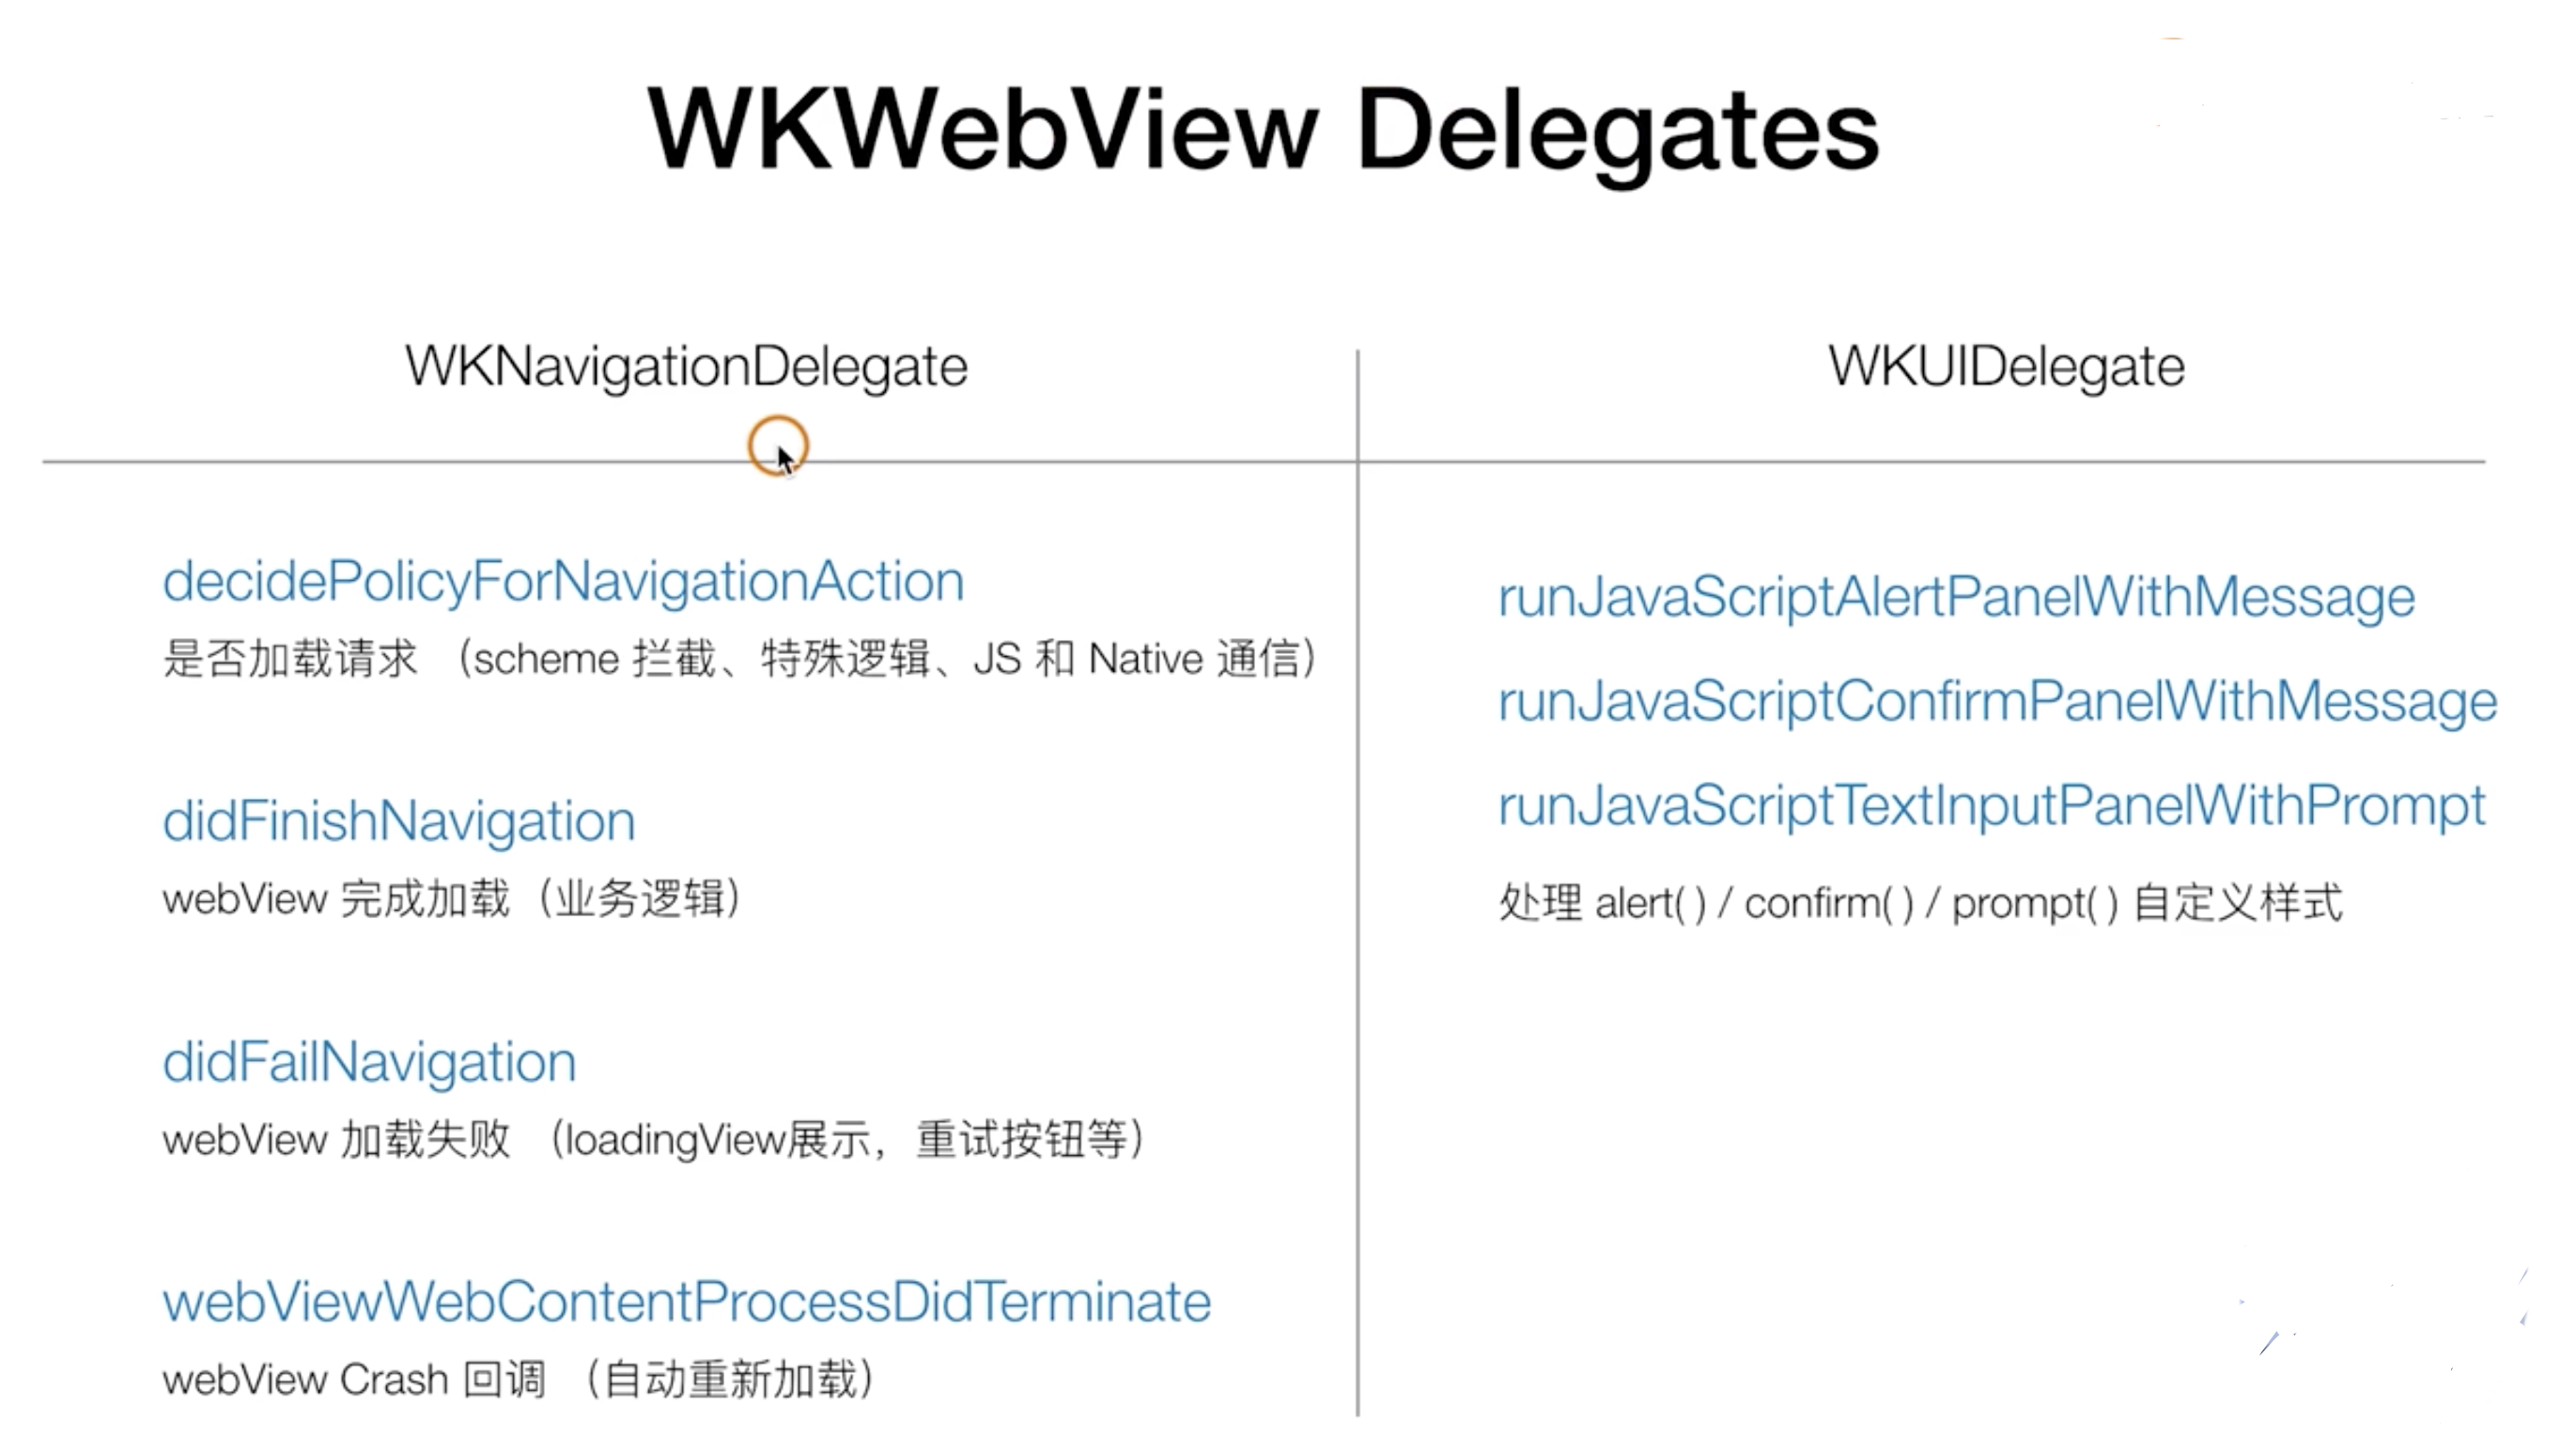 WKWebView Delegates
WKNavigationDelegate
WKUIDelegate
decidePolicyForNavigationAction
是否加载请求 （scheme 拦截、特殊逻辑、JS 和 Native 通信）
didFinishNavigation
webView 完成加载（业务逻辑）
didFailNavigation
webView 加载失败 （loadingView展示，重试按钮等）
webViewWebContentProcessDidTerminate
webView Crash 回调 （自动重新加载）
runJavaScriptAlertPanelWithMessage
runJavaScriptConfirmPanelWithMessage
runJavaScriptTextInputPanelWithPrompt
处理 alert( ) / confirm( ) / prompt( ) 自定义样式